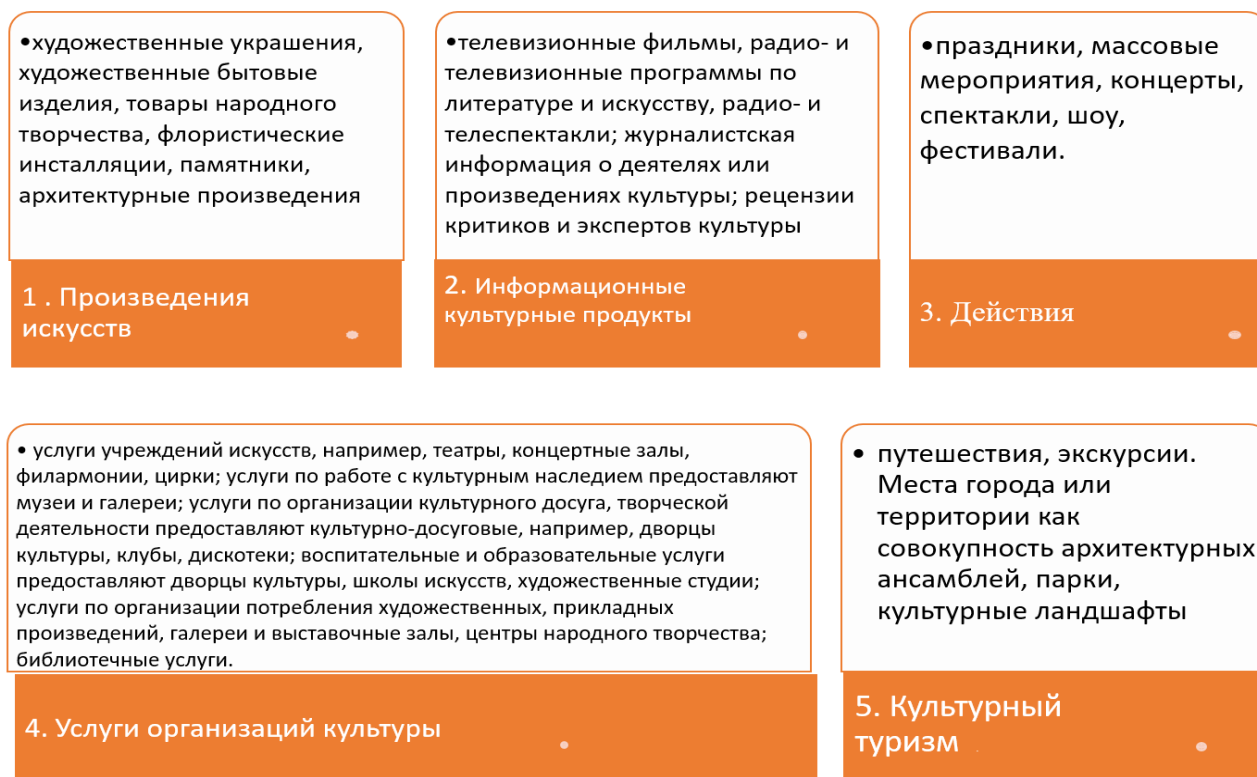 •художественные украшения,
художественные бытовые
изделия, товары народного
творчества, флористические
инсталляции, памятники,
архитектурные произведения
1 . Произведения
искусств
•телевизионные фильмы, радио- и
телевизионные программы по
литературе и искусству, радио- и
телеспектакли; журналистская
информация о деятелях или
произведениях культуры; рецензии
критиков и экспертов культуры
2. Информационные
культурные продукты
•праздники, массовые
мероприятия, концерты,
спектакли, шоу,
фестивали.
3. Действия
• услуги учреждений искусств, например, театры, концертные залы,
филармонии, цирки; услуги по работе с культурным наследием предоставляют
музеи и галереи; услуги по организации культурного досуга, творческой
деятельности предоставляют культурно-досуговые, например, дворцы
культуры, клубы, дискотеки; воспитательные и образовательные услуги
предоставляют дворцы культуры, школы искусств, художественные студии;
услуги по организации потребления художественных, прикладных
произведений, галереи и выставочные залы, центры народного творчества;
библиотечные услуги.
4. Услуги организаций культуры
• путешествия, экскурсии.
Места города или
территории как
совокупность архитектурных
ансамблей, парки,
культурные ландшафты
5. Культурный
туризм